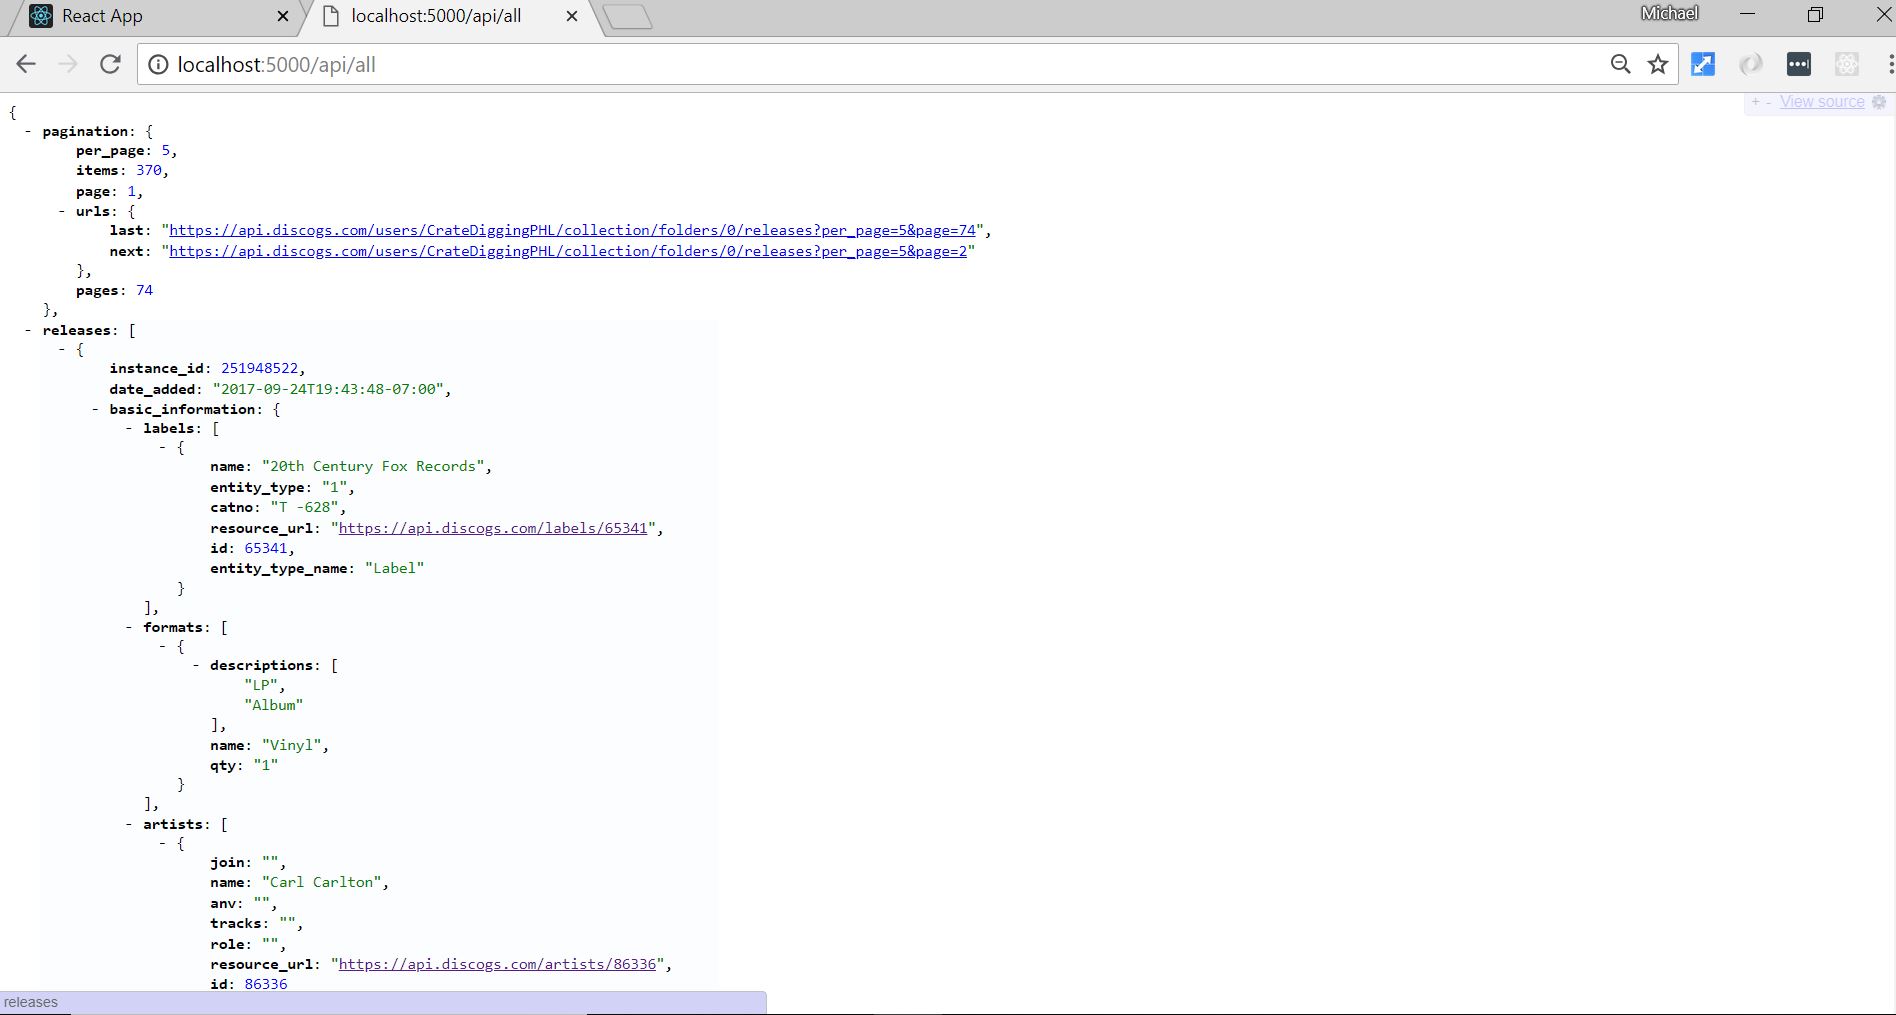 React App
localhost:5000/api/all
Michael
localhost:5000/api/all
+ - View source
{
- pagination: {
per_page: 5,
items: 370,
page: 1,
- urls: {
last: "https://api.discogs.com/users/CrateDiggingPHL/collection/folders/0/releases?per_page=5&page=74",
next: "https://api.discogs.com/users/CrateDiggingPHL/collection/folders/0/releases?per_page=5&page=2"
},
pages: 74
},
- releases: [
- {
instance_id: 251948522,
date_added: "2017-09-24T19:43:48-07:00",
- basic_information: {
- labels: [
- {
name: "20th Century Fox Records",
entity_type: "1",
catno: "T -628",
resource_url: "https://api.discogs.com/labels/65341",
id: 65341,
entity_type_name: "Label"
}
],
- formats: [
- {
- descriptions: [
"LP",
"Album"
],
name: "Vinyl",
qty: "1"
}
],
- artists: [
- {
join: "",
name: "Carl Carlton",
anv: "",
tracks: "",
role: "",
resource_url: "https://api.discogs.com/artists/86336",
id: 86336
releases